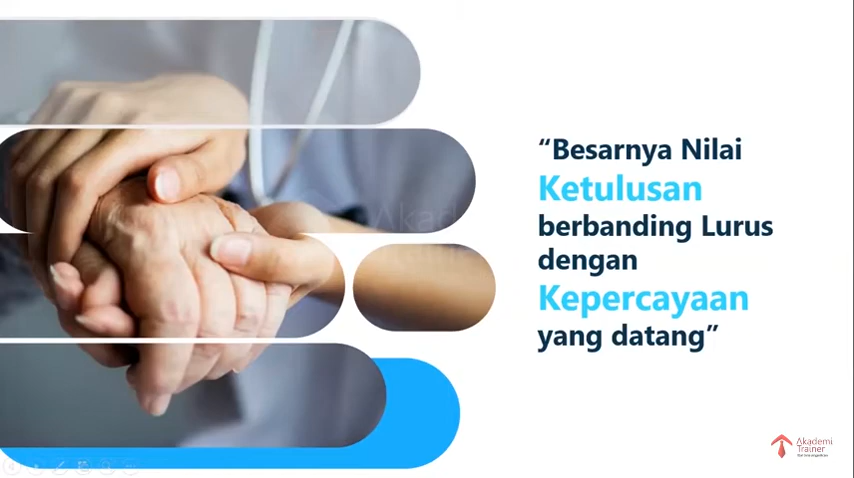 “Besarnya Nilai
Ketulusan
berbanding Lurus
dengan
Kepercayaan
yang datang”
Akademi
Trainer